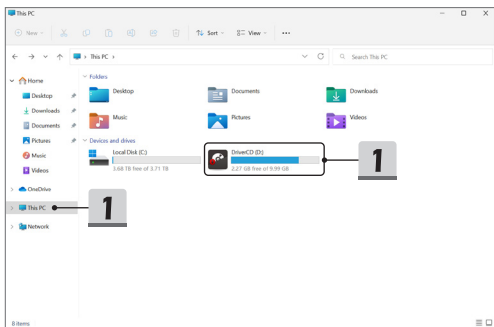 This PC
New
Sort
View
This PC
Search This PC
Home
Desktop
Downloads
Documents
Pictures
Music
Videos
OneDrive
This PC
Network
Folders
Desktop
Documents
Downloads
Music
Pictures
Videos
Devices and drives
Local Disk (C:)
3.68 TB free of 3.71 TB
DriverCD (D:)
2.27 GB free of 9.99 GB
1
1
8 items